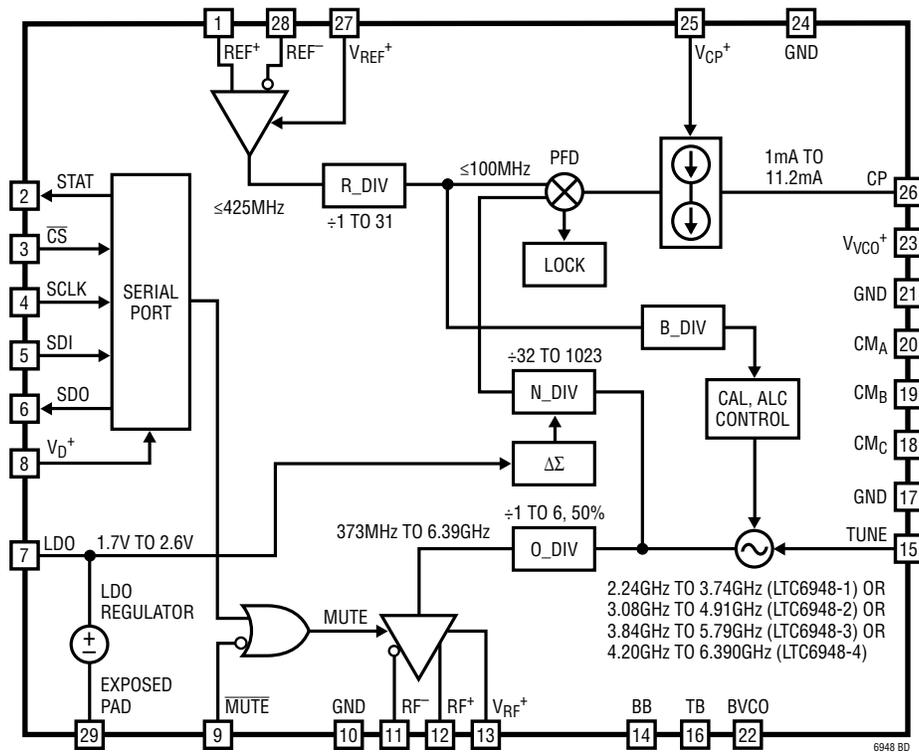 1
28
27
25
24
REF+
REF−
VREF+
VCP+
GND
≤425MHz
R_DIV
÷1 TO 31
≤100MHz
PFD
LOCK
1mA TO
11.2mA
CP
26
2
STAT
3
CS
4
SCLK
5
SDI
6
SDO
8
VD+
SERIAL
PORT
VVCO+
23
GND
21
CMA
20
CMB
19
CMC
18
GND
17
TUNE
15
B_DIV
CAL, ALC
CONTROL
÷32 TO 1023
N_DIV
ΔΣ
÷1 TO 6, 50%
O_DIV
373MHz TO 6.39GHz
7
LDO
1.7V TO 2.6V
LDO
REGULATOR
+
–
EXPOSED
PAD
MUTE
2.24GHz TO 3.74GHz (LTC6948-1) OR
3.08GHz TO 4.91GHz (LTC6948-2) OR
3.84GHz TO 5.79GHz (LTC6948-3) OR
4.20GHz TO 6.390GHz (LTC6948-4)
MUTE
GND
RF−
RF+
VRF+
BB
TB
BVCO
29
9
10
11
12
13
14
16
22
6948 BD